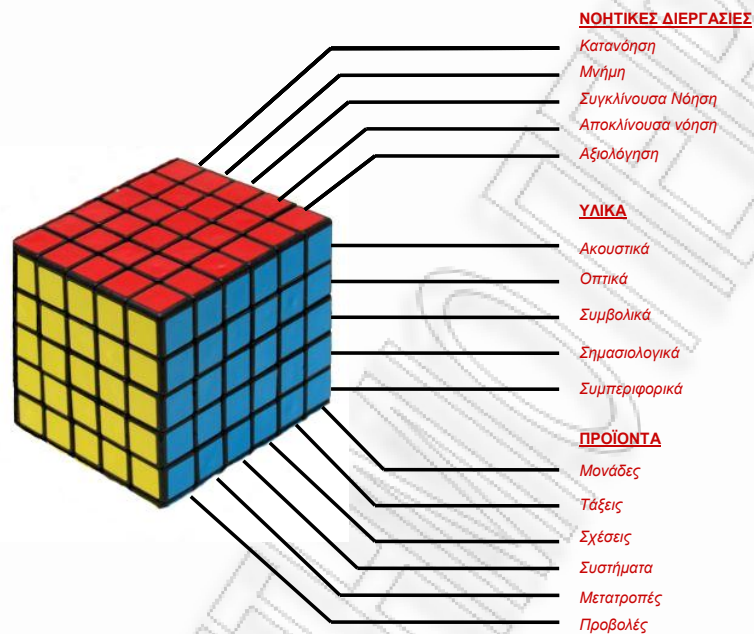 ΝΟΗΤΙΚΕΣ ΔΙΕΡΓΑΣΙΕΣ
Κατανόηση
Μνήμη
Συγκλίνουσα Νόηση
Αποκλίνουσα νόηση
Αξιολόγηση
ΥΛΙΚΑ
Ακουστικά
Οπτικά
Συμβολικά
Σημασιολογικά
Συμπεριφορικά
ΠΡΟΪΟΝΤΑ
Μονάδες
Τάξεις
Σχέσεις
Συστήματα
Μετατροπές
Προβολές